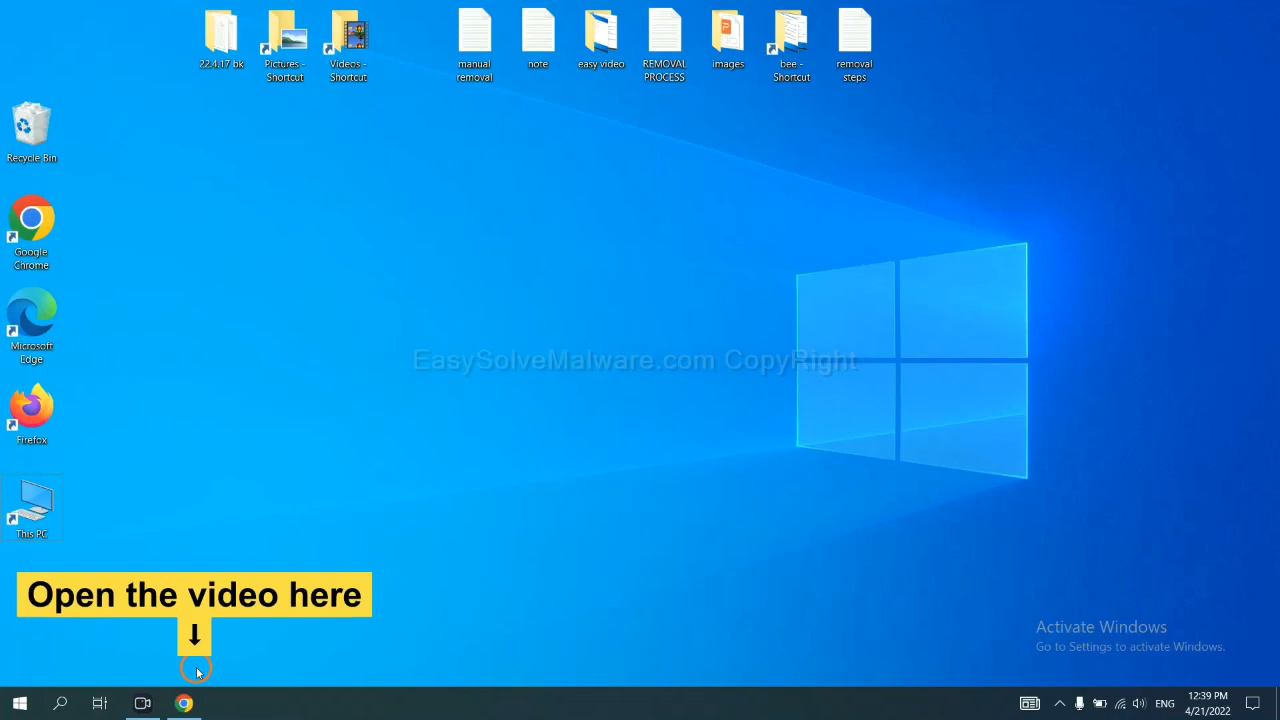 22.4.17 bk
Pictures -
Shortcut
Videos -
Shortcut
manual
removal
note
easy video
REMOVAL
PROCESS
images
bee -
Shortcut
removal
steps
Recycle Bin
Google
Chrome
Microsoft
Edge
EasySolveMalware.com CopyRight
Firefox
This PC
Open the video here
↓
Activate Windows
Go to Settings to activate Windows.
ENG
12:39 PM
4/21/2022